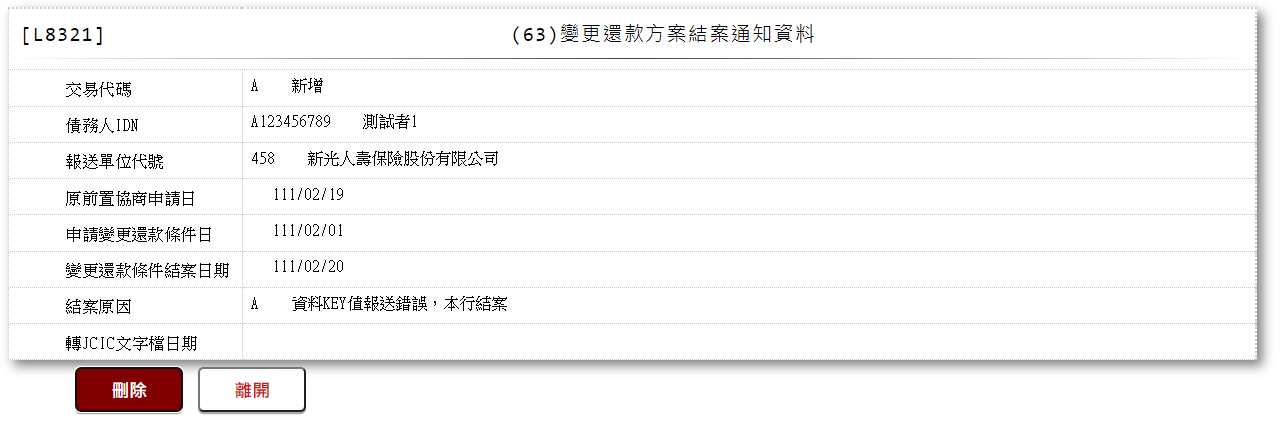 [L8321] (63)變更還款方案結案通知資料
交易代碼 A 新增
債務人IDN A123456789 測試者1
報送單位代號 458 新光人壽保險股份有限公司
原前置協商申請日 111/02/19
申請變更還款條件日 111/02/01
變更還款條件結案日期 111/02/20
結案原因 A 資料KEY值報送錯誤，本行結案
轉JCIC文字檔日期
刪除 離開